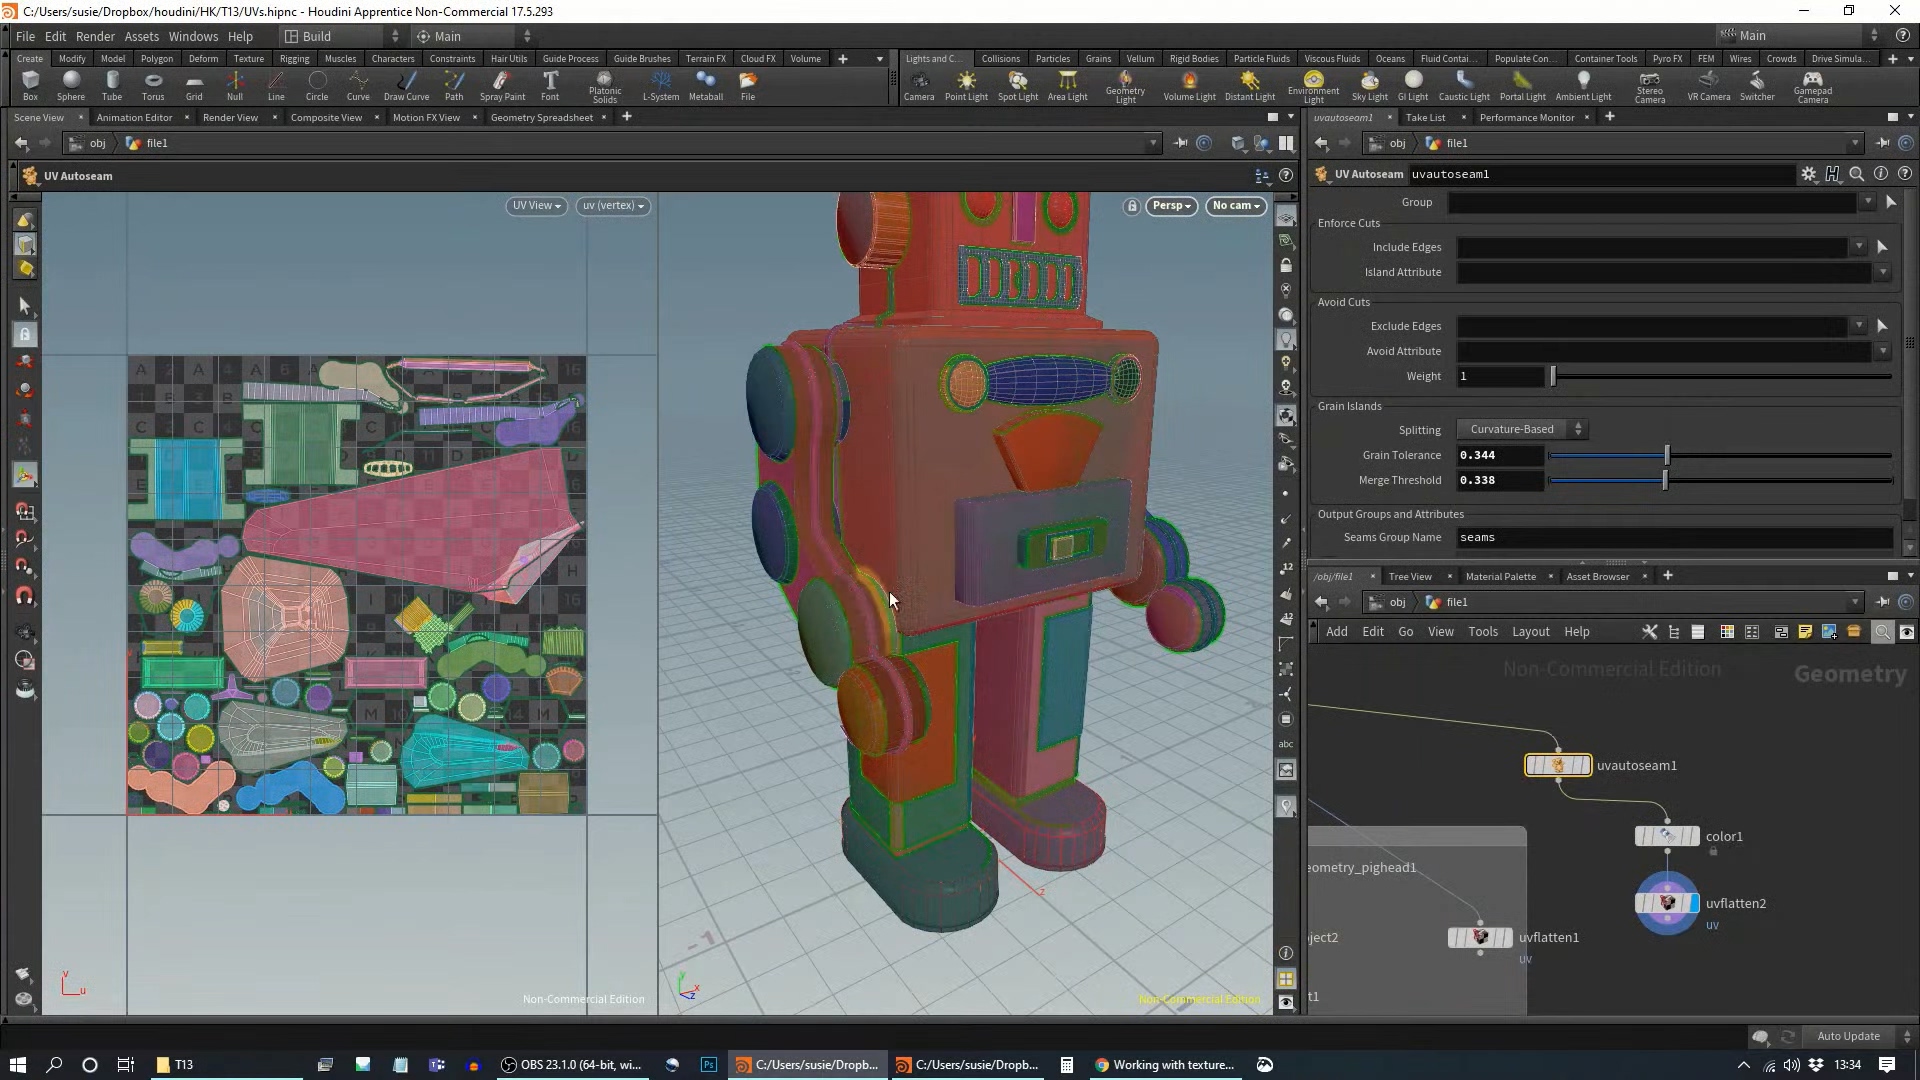 C:/Users/susie/Dropbox/houdini/HK/T13/UVs.hipnc - Houdini Apprentice Non-Commercial 17.5.293
File Edit Render Assets Windows Help Build Main Main
Create Modify Model Polygon Deform Texture Rigging Muscles Characters Constraints Hair Utils Guide Process Guide Brushes Terrain FX Cloud FX Volume
Lights and C... Collisions Particles Grains Vellum Rigid Bodies Particle Fluids Viscous Fluids Oceans Fluid Contai... Populate Con... Container Tools Pyro FX FEM Wires Crowds Drive Simula...
Box Sphere Tube Torus Grid Null Line Circle Curve Draw Curve Path Spray Paint Font Platonic Solids L-System Metaball File
Camera Point Light Spot Light Area Light Geometry Light Volume Light Distant Light Environment Light Sky Light GI Light Caustic Light Portal Light Ambient Light Stereo Camera VR Camera Switcher Gamepad Camera
Scene View Animation Editor Render View Composite View Motion FX View Geometry Spreadsheet
obj file1
UV Autoseam
UV View uv (vertex)
Persp No cam
Non-Commercial Edition
Non-Commercial Edition
uvautoseam1 Take List Performance Monitor
obj file1
UV Autoseam uvautoseam1
Group
Enforce Cuts
Include Edges
Island Attribute
Avoid Cuts
Exclude Edges
Avoid Attribute
Weight 1
Grain Islands
Splitting Curvature-Based
Grain Tolerance 0.344
Merge Threshold 0.338
Output Groups and Attributes
Seams Group Name seams
/obj/file1 Tree View Material Palette Asset Browser
obj file1
Add Edit Go View Tools Layout Help
Non-Commercial Edition
Geometry
uvautoseam1
color1
eometry_pighead1
uvflatten2
uv
ject2
uvflatten1
uv
t1
Auto Update
T13
OBS 23.1.0 (64-bit, wi...
C:/Users/susie/Dropb...
C:/Users/susie/Dropb...
Working with texture...
13:34